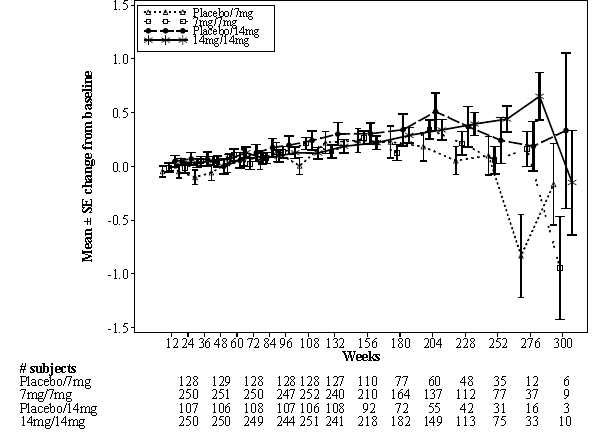 1.5
1.0
0.5
0.0
-0.5
-1.0
-1.5
Mean ± SE change from baseline
Placebo/7mg
7mg/7mg
Placebo/14mg
14mg/14mg
12 24 36 48 60 72 84 96 108 132 156 180 204 228 252 276 300
Weeks
# subjects
Placebo/7mg 128 129 128 128 128 127 110 77 60 48 35 12 6
7mg/7mg 250 251 250 247 252 240 210 164 137 112 77 37 9
Placebo/14mg 107 106 108 107 106 108 92 72 55 42 31 16 3
14mg/14mg 250 250 249 244 251 241 218 182 149 113 75 33 10